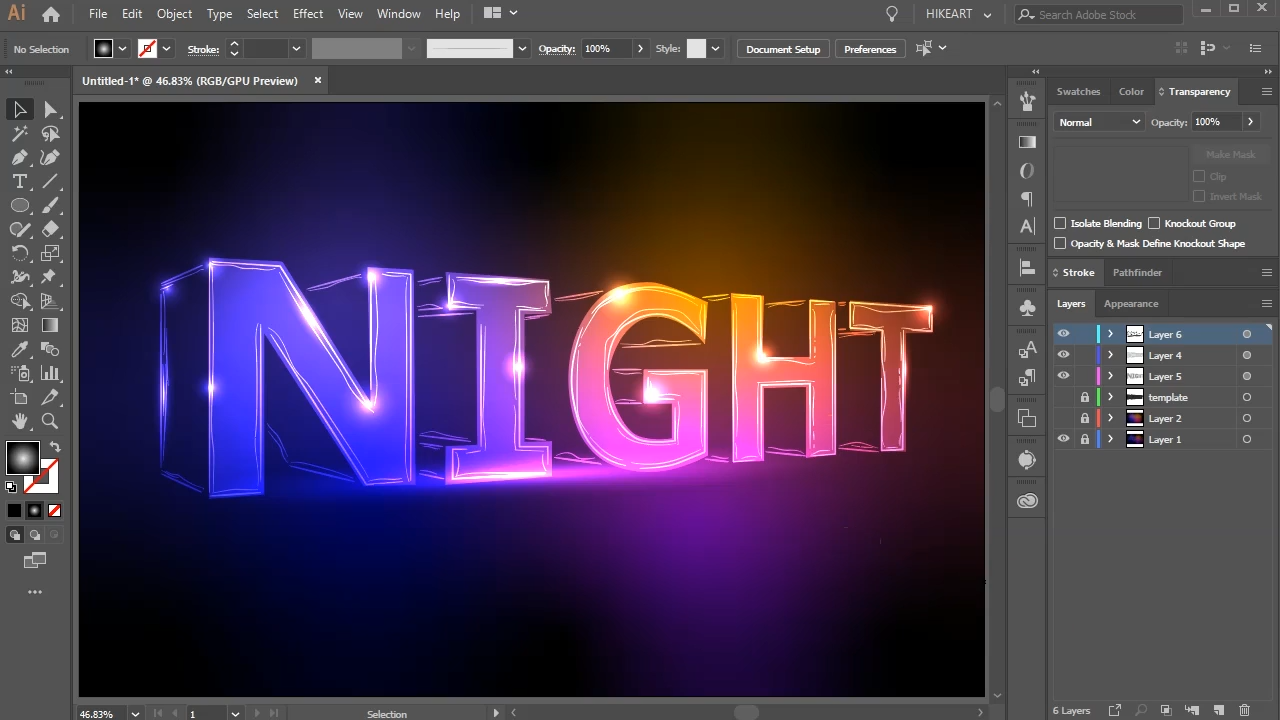 Ai File Edit Object Type Select Effect View Window Help HIKEART Search Adobe Stock
No Selection Stroke: Opacity: 100% Style: Document Setup Preferences
Untitled-1* @ 46.83% (RGB/GPU Preview) ×
Swatches Color Transparency
Normal Opacity: 100%
Make Mask
Clip
Invert Mask
Isolate Blending Knockout Group
Opacity & Mask Define Knockout Shape
Stroke Pathfinder
Layers Appearance
Layer 6
Layer 4
Layer 5
template
Layer 2
Layer 1
NIGHT
46.83% 1 Selection
6 Layers